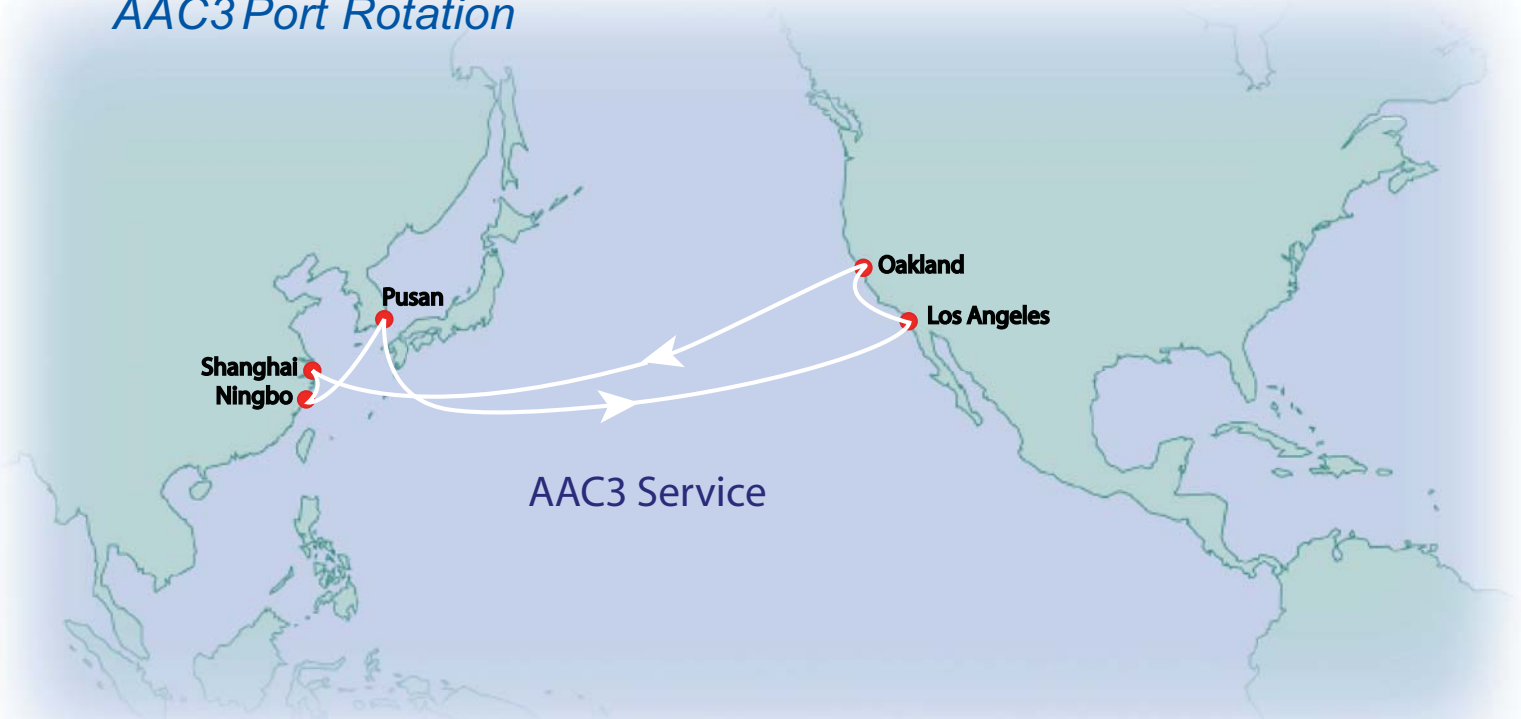 AAC3 Port Rotation
Oakland
Pusan
Los Angeles
Shanghai
Ningbo
AAC3 Service